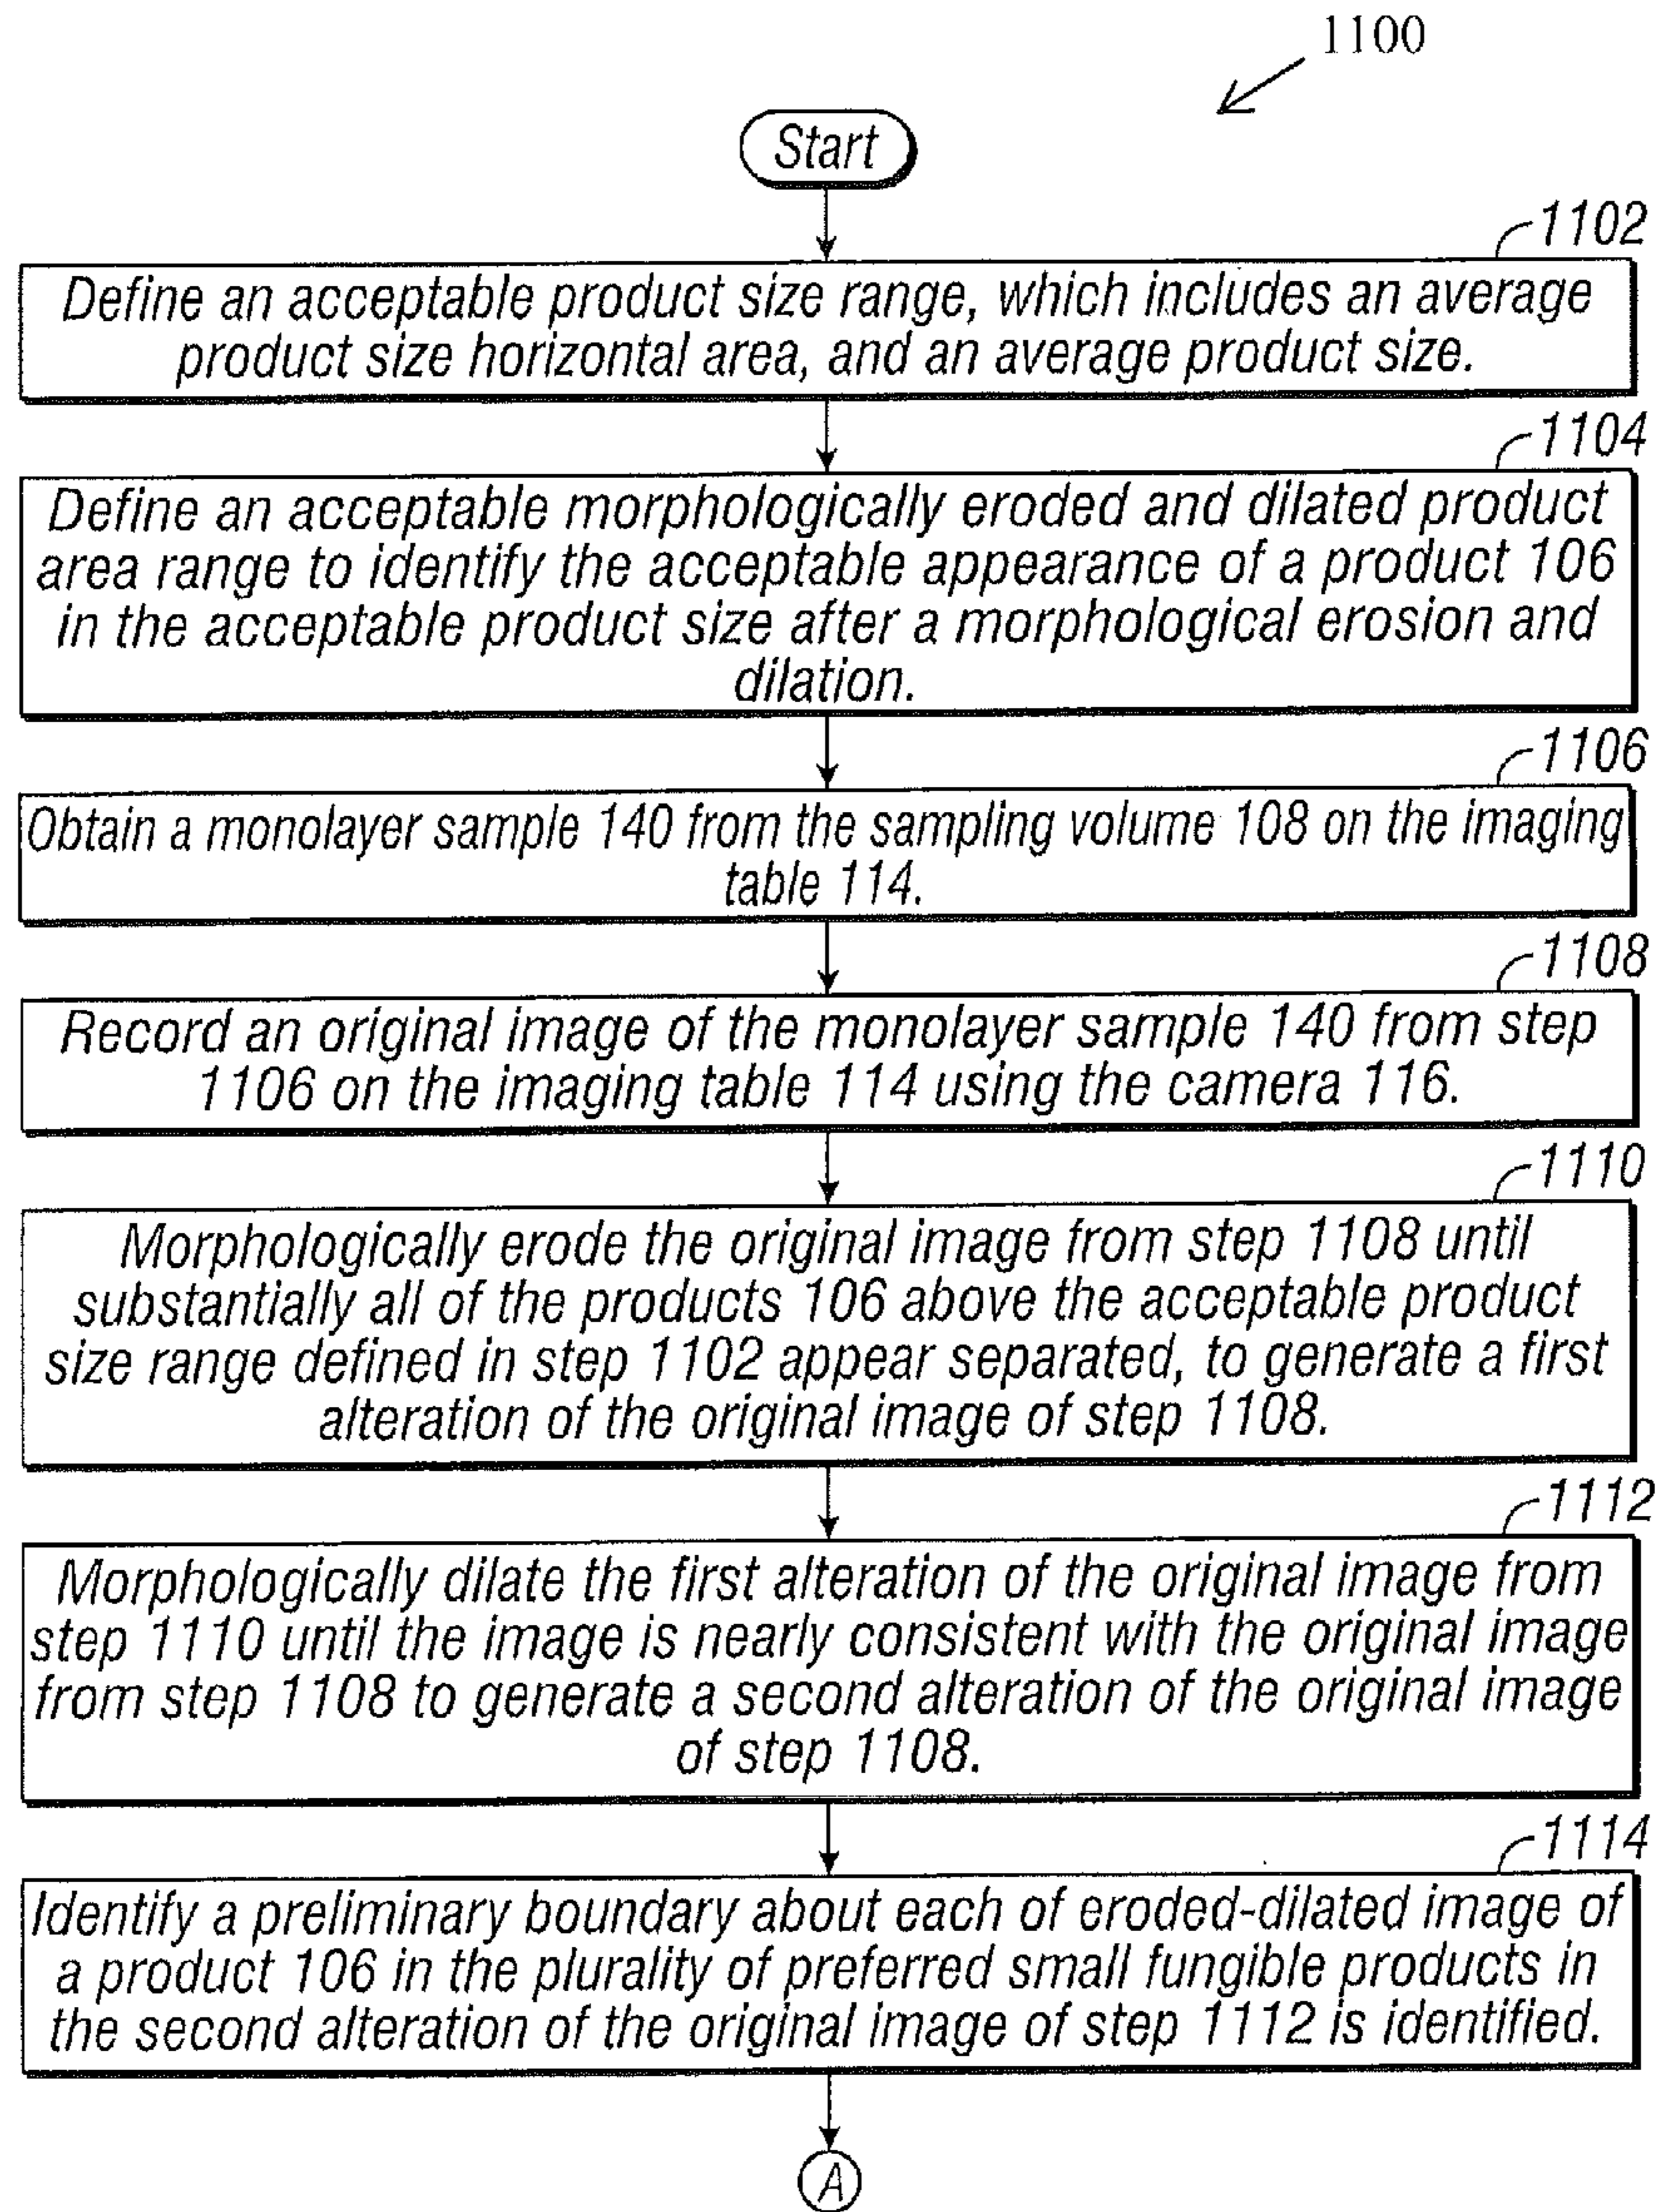 1100
Start
1102
Define an acceptable product size range, which includes an average
product size horizontal area, and an average product size.
1104
Define an acceptable morphologically eroded and dilated product
area range to identify the acceptable appearance of a product 106
in the acceptable product size after a morphological erosion and
dilation.
1106
Obtain a monolayer sample 140 from the sampling volume 108 on the imaging
table 114.
1108
Record an original image of the monolayer sample 140 from step
1106 on the imaging table 114 using the camera 116.
1110
Morphologically erode the original image from step 1108 until
substantially all of the products 106 above the acceptable product
size range defined in step 1102 appear separated, to generate a first
alteration of the original image of step 1108.
1112
Morphologically dilate the first alteration of the original image from
step 1110 until the image is nearly consistent with the original image
from step 1108 to generate a second alteration of the original image
of step 1108.
1114
Identify a preliminary boundary about each of eroded-dilated image of
a product 106 in the plurality of preferred small fungible products in
the second alteration of the original image of step 1112 is identified.
A